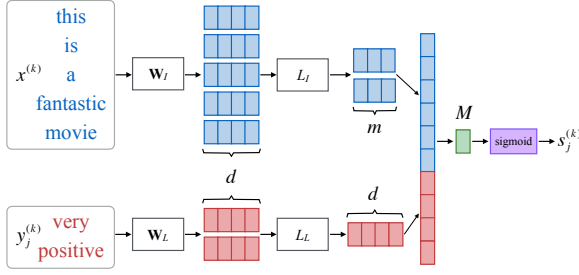 this
is
x^{(k)} a
fantastic
movie
W_I
L_I
d
m
M
sigmoid
s_j^{(k)}
y_j^{(k)} very
positive
W_L
d
L_L
d